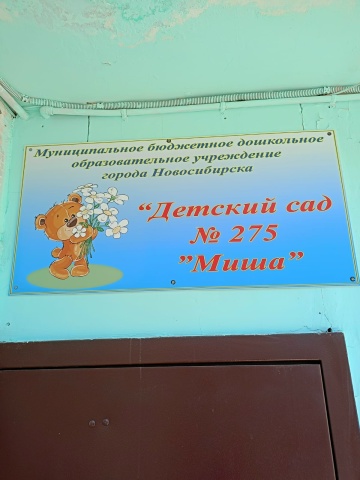 Муниципальное бюджетное дошкольное
образовательное учреждение
города Новосибирска
“Детский сад
№ 275
”Миша”